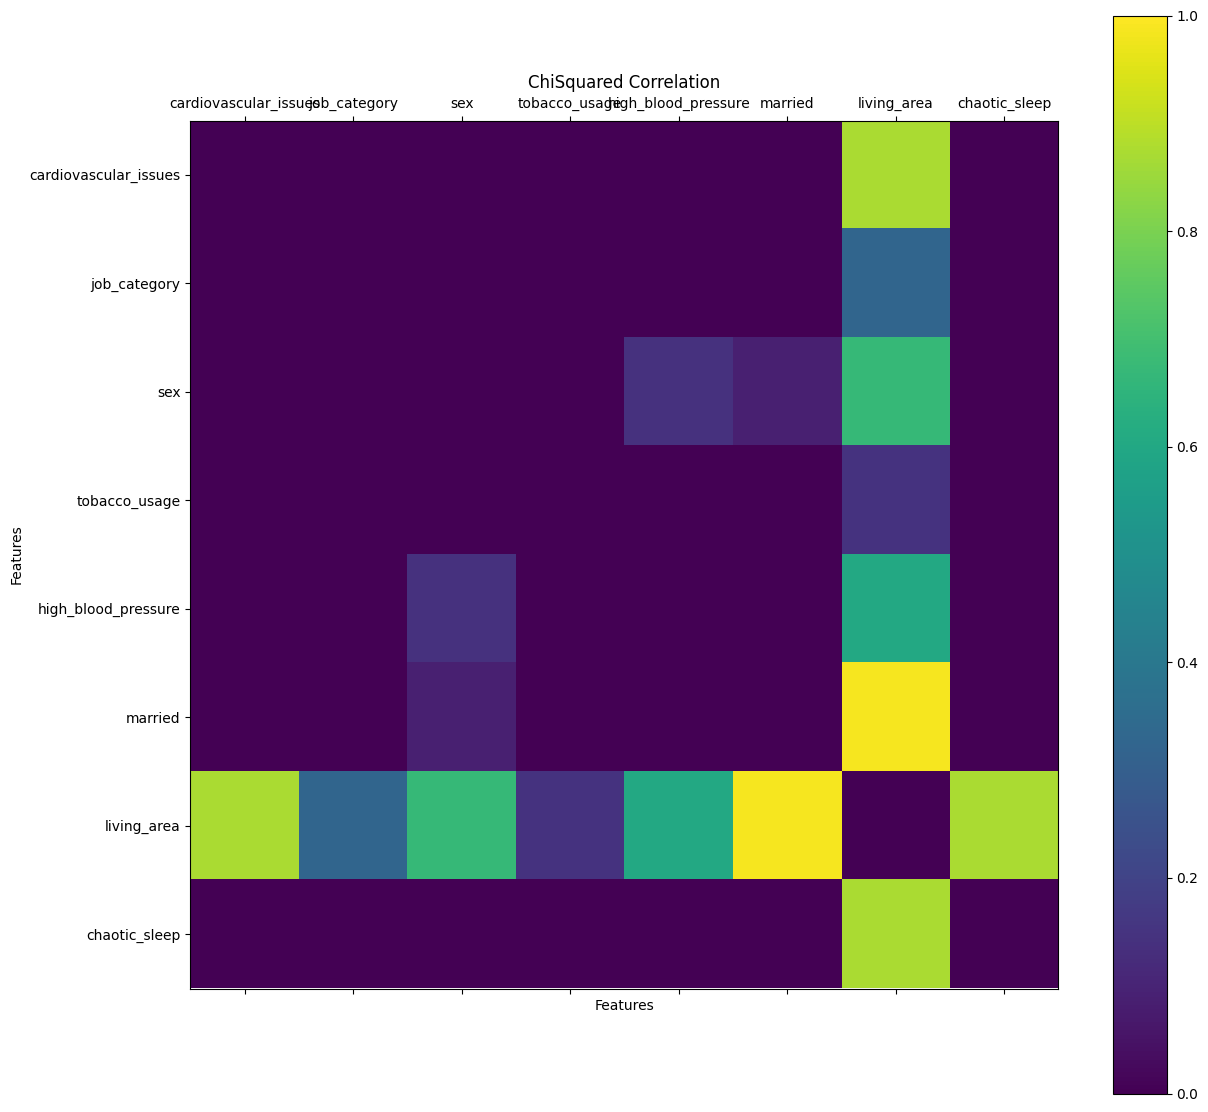 ChiSquared Correlation
cardiovascular_issues job_category sex tobacco_usage high_blood_pressure married living_area chaotic_sleep
cardiovascular_issues
job_category
sex
tobacco_usage
high_blood_pressure
married
living_area
chaotic_sleep
Features
Features
1.0
0.8
0.6
0.4
0.2
0.0